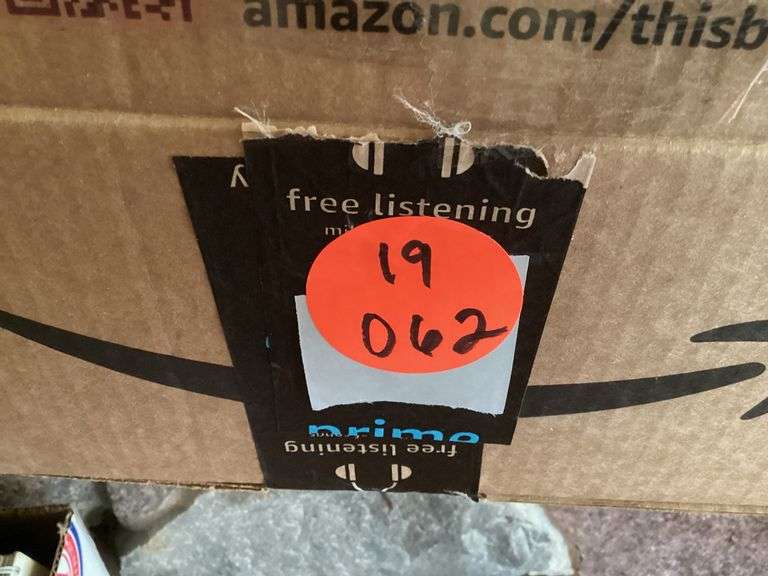 amazon.com/thisb
free listening
19
062
prime
free listening